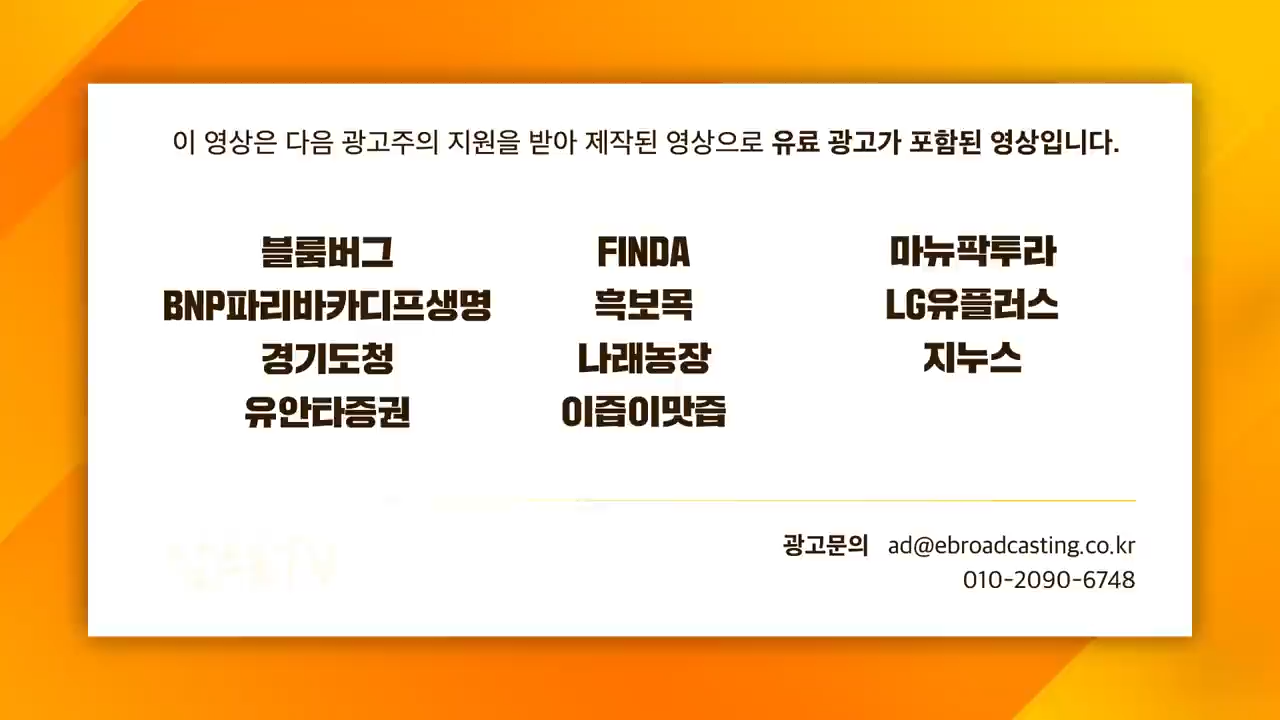 이 영상은 다음 광고주의 지원을 받아 제작된 영상으로 유료 광고가 포함된 영상입니다.
블룸버그 FINDA 마뉴팍투라
BNP파리바카디프생명 흑보목 LG유플러스
경기도청 나래농장 지누스
유안타증권 이즙이맛즙
광고문의 ad@ebroadcasting.co.kr
010-2090-6748